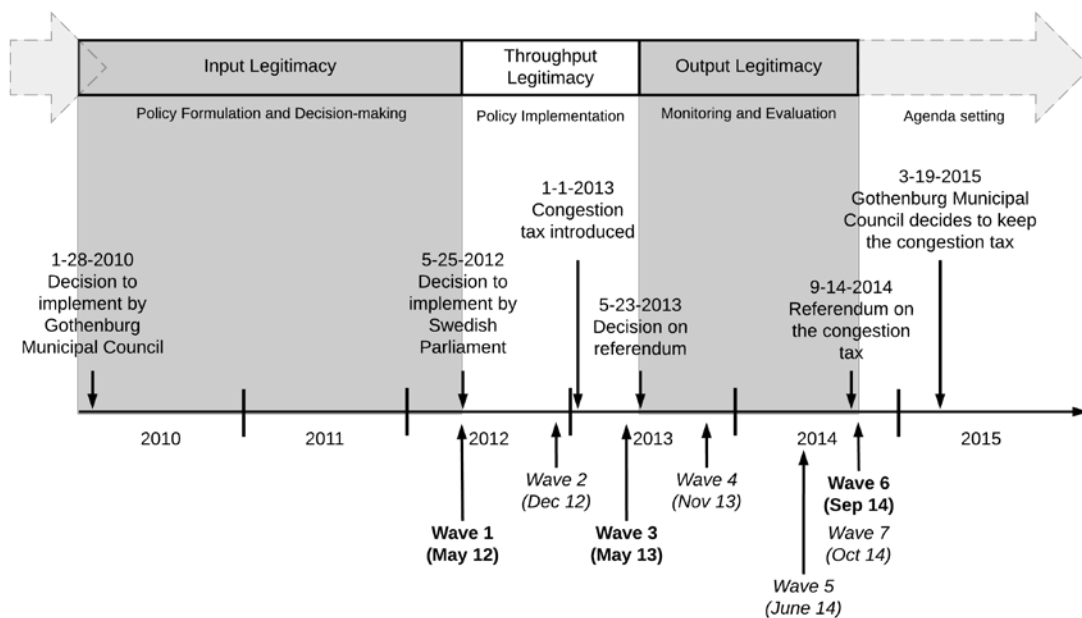 Input Legitimacy
Throughput
Legitimacy
Output Legitimacy
Policy Formulation and Decision-making
Policy Implementation
Monitoring and Evaluation
Agenda setting
1-28-2010
Decision to
implement by
Gothenburg
Municipal Council
5-25-2012
Decision to
implement by
Swedish
Parliament
1-1-2013
Congestion
tax introduced
5-23-2013
Decision on
referendum
9-14-2014
Referendum on
the congestion
tax
3-19-2015
Gothenburg Municipal
Council decides to keep
the congestion tax
2010
2011
2012
2013
2014
2015
Wave 1
(May 12)
Wave 2
(Dec 12)
Wave 3
(May 13)
Wave 4
(Nov 13)
Wave 5
(June 14)
Wave 6
(Sep 14)
Wave 7
(Oct 14)